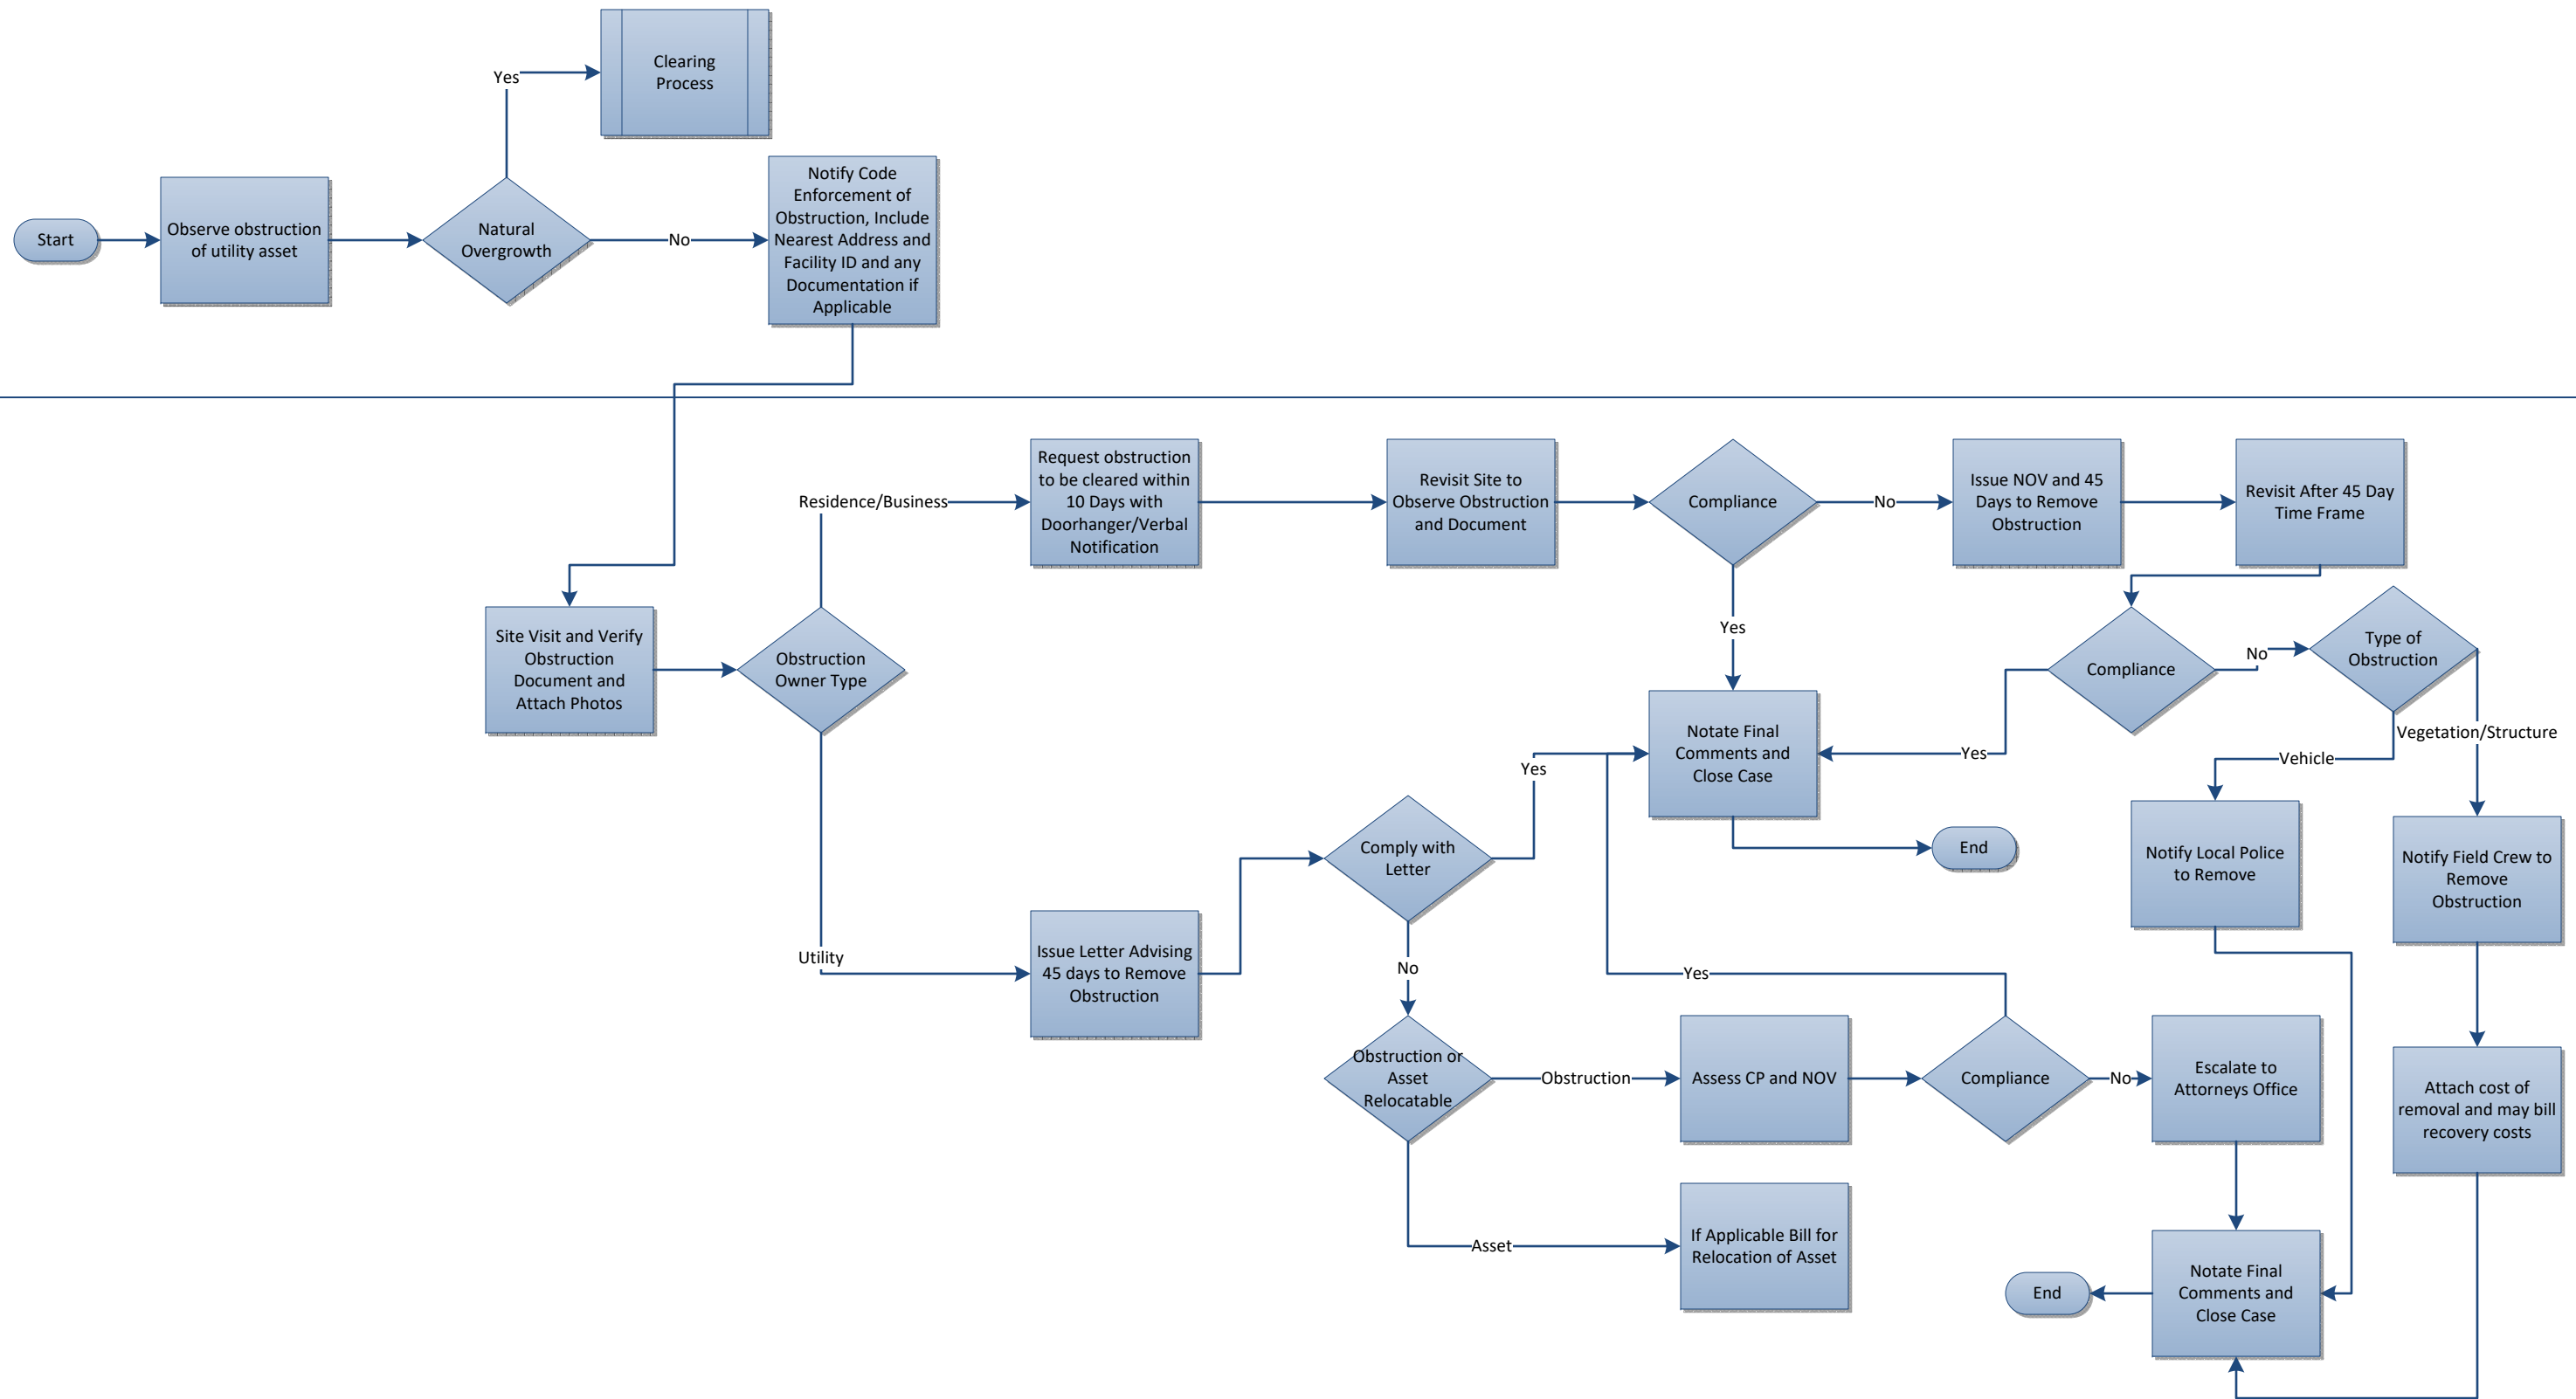 Clearing
Process
Yes
Start
Observe obstruction
of utility asset
Natural
Overgrowth
No
Notify Code
Enforcement of
Obstruction, Include
Nearest Address and
Facility ID and any
Documentation if
Applicable
Residence/Business
Request obstruction
to be cleared within
10 Days with
Doorhanger/Verbal
Notification
Revisit Site to
Observe Obstruction
and Document
Compliance
No
Issue NOV and 45
Days to Remove
Obstruction
Revisit After 45 Day
Time Frame
Site Visit and Verify
Obstruction
Document and
Attach Photos
Obstruction
Owner Type
Yes
Compliance
No
Type of
Obstruction
Notate Final
Comments and
Close Case
Yes
Vehicle
Vegetation/Structure
Yes
Comply with
Letter
End
Notify Local Police
to Remove
Notify Field Crew to
Remove
Obstruction
Utility
Issue Letter Advising
45 days to Remove
Obstruction
No
Yes
Obstruction or
Asset
Relocatable
Obstruction
Assess CP and NOV
Compliance
No
Escalate to
Attorneys Office
Attach cost of
removal and may bill
recovery costs
Asset
If Applicable Bill for
Relocation of Asset
End
Notate Final
Comments and
Close Case